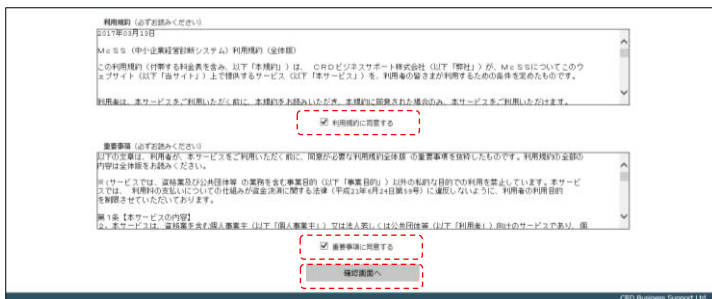 利用規約（必ずお読みください）
2017年03月13日
ＭｃＳＳ（中小企業経営診断システム）利用規約（全体版）
この利用規約（付帯する料金表を含み、以下「本規約」）は、ＣＲＤビジネスサポート株式会社（以下「弊社」）が、ＭｃＳＳについてこのウ
ェブサイト（以下「当サイト」）上で提供するサービス（以下「本サービス」）を、利用者の皆さまが利用するための条件を定めたものです。
利用者は、本サービスをご利用いただく前に、本規約をお読みいただき、本規約に同意された場合のみ、本サービスをご利用いただけます。
利用規約に同意する
重要事項（必ずお読みください）
以下の文章は、利用者が、本サービスをご利用いただく前に、同意が必要な利用規約全体版 の重要事項を抜粋したものです。利用規約の全部の
内容は全体版をお読みください。
※（サービスでは、資格業及び公共団体等 の業務を含む事業目的（以下「事業目的」）以外の私的な目的での利用を禁止しています。本サービ
スでは、 利用料の支払いについての仕組みが資金決済に関する法律（平成21年6月24日第59号）に違反しないように、利用者の利用目的
を制限させていただいております。
第１条【本サービスの内容】
２、本サービスは、資格業を含む個人事業主（以下「個人事業主」）又は法人若しくは公共団体等（以下「利用者」）向けのサービスであり、個
重要事項に同意する
確認画面へ
CRD Business Support Ltd.